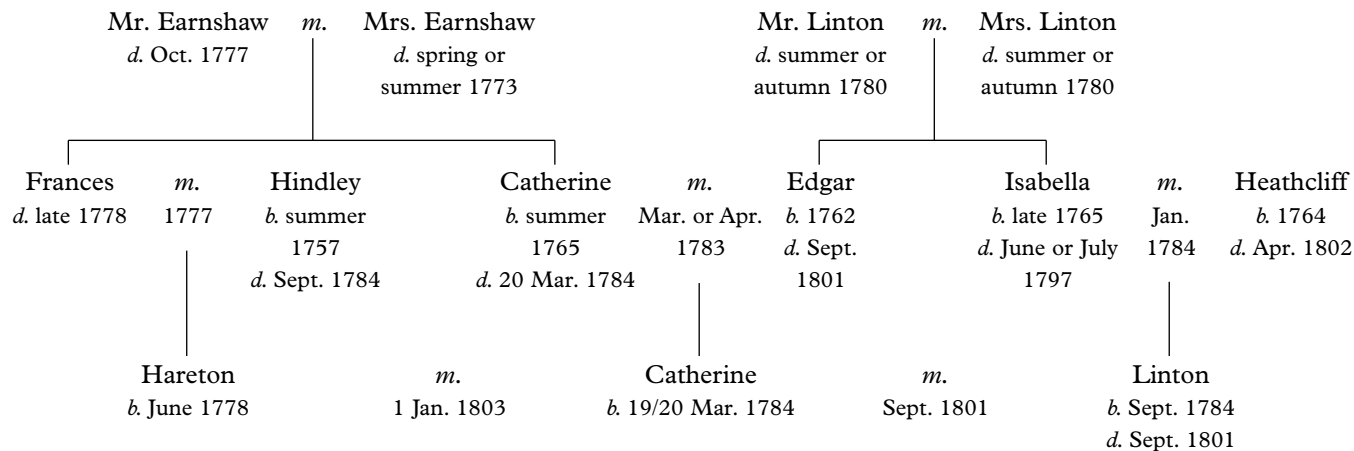 Mr. Earnshaw m. Mrs. Earnshaw Mr. Linton m. Mrs. Linton
d. Oct. 1777 d. spring or d. summer or d. summer or
summer 1773 autumn 1780 autumn 1780
Frances m. Hindley Catherine m. Edgar Isabella m. Heathcliff
d. late 1778 1777 b. summer b. summer Mar. or Apr. b. 1762 b. late 1765 Jan. b. 1764
1757 1765 1783 d. Sept. d. June or July 1784 d. Apr. 1802
d. Sept. 1784 d. 20 Mar. 1784 1801 1797
Hareton m. Catherine m. Linton
b. June 1778 1 Jan. 1803 b. 19/20 Mar. 1784 Sept. 1801 b. Sept. 1784
d. Sept. 1801